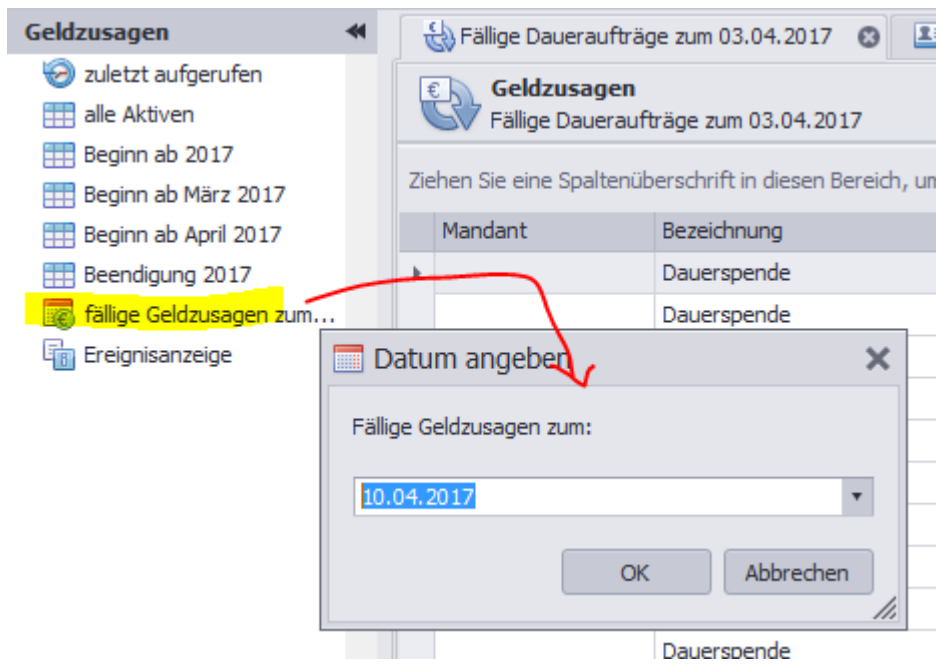 Geldzusagen
zuletzt aufgerufen
alle Aktiven
Beginn ab 2017
Beginn ab März 2017
Beginn ab April 2017
Beendigung 2017
fällige Geldzusagen zum...
Ereignisanzeige
Fällige Daueraufträge zum 03.04.2017
Geldzusagen
Fällige Daueraufträge zum 03.04.2017
Ziehen Sie eine Spaltenüberschrift in diesen Bereich, um
Mandant Bezeichnung
Dauerspende
Dauerspende
Datum angeben
Fällige Geldzusagen zum:
10.04.2017
OK Abbrechen
Dauerspende